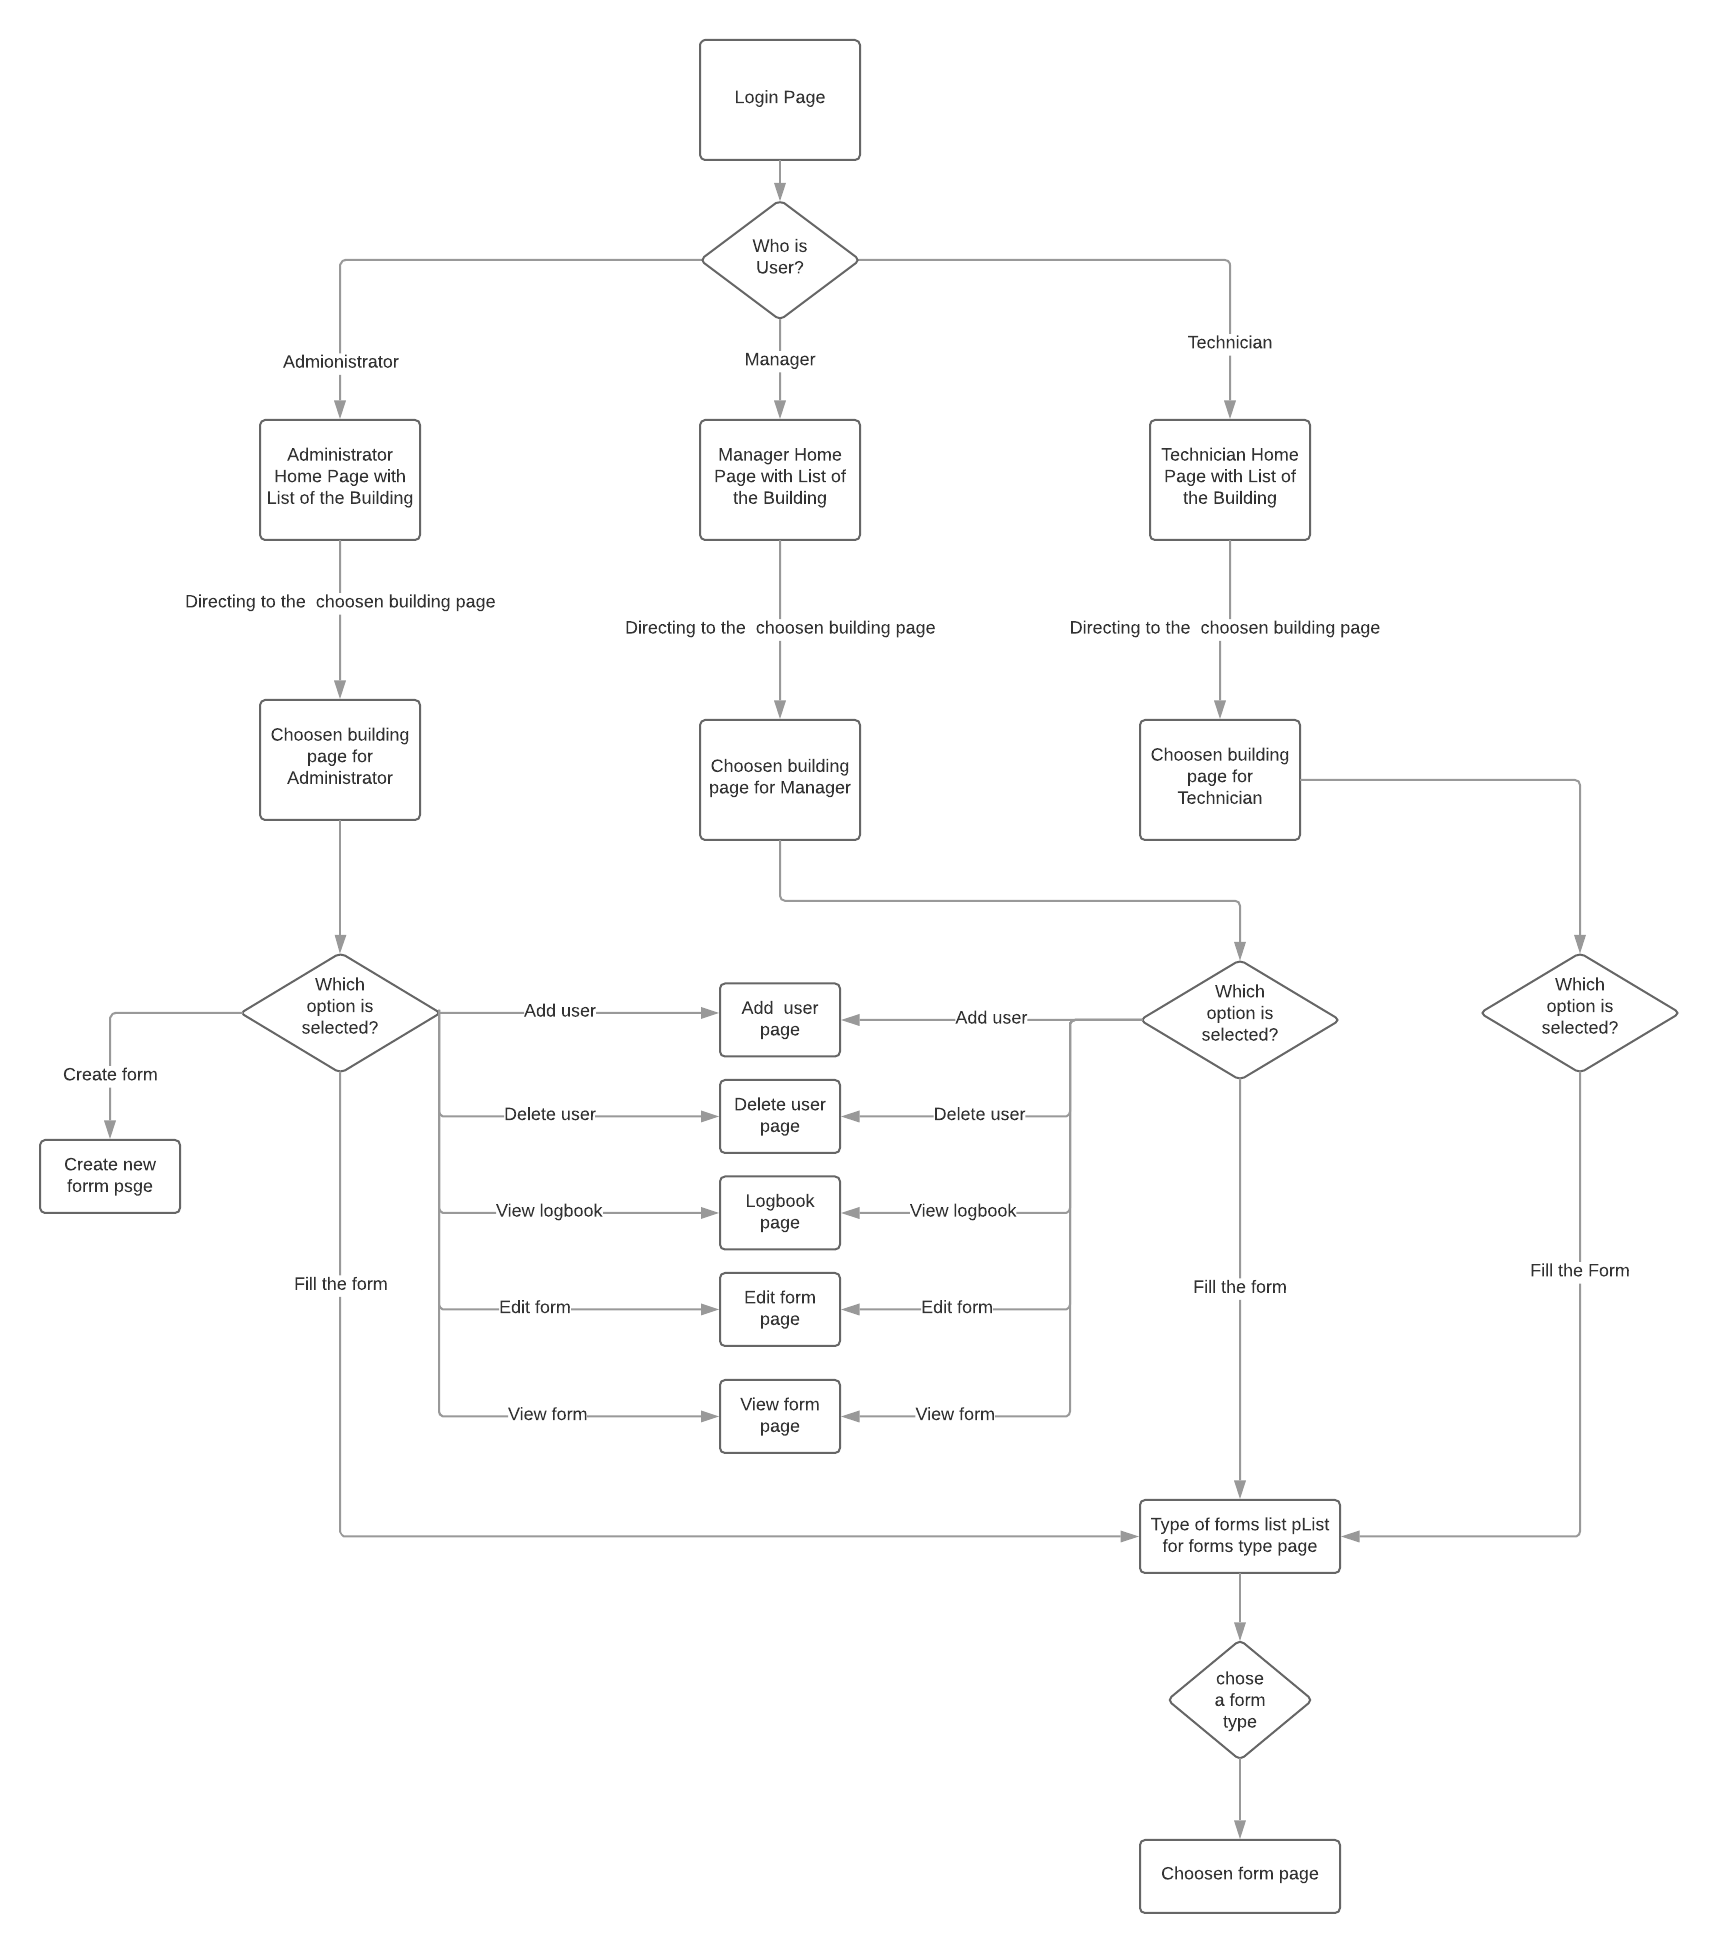 Login Page
Who is
User?
Admionistrator
Manager
Technician
Administrator
Home Page with
List of the Building
Manager Home
Page with List of
the Building
Technician Home
Page with List of
the Building
Directing to the  choosen building page
Directing to the  choosen building page
Directing to the  choosen building page
Choosen building
page for
Administrator
Choosen building
page for Manager
Choosen building
page for
Technician
Which
option is
selected?
Which
option is
selected?
Which
option is
selected?
Create form
Create new
forrm psge
Add user
Add  user
page
Add user
Delete user
Delete user
page
Delete user
View logbook
Logbook
page
View logbook
Edit form
Edit form
page
Edit form
View form
View form
page
View form
Fill the form
Fill the form
Fill the Form
Type of forms list pList
for forms type page
chose
a form
type
Choosen form page